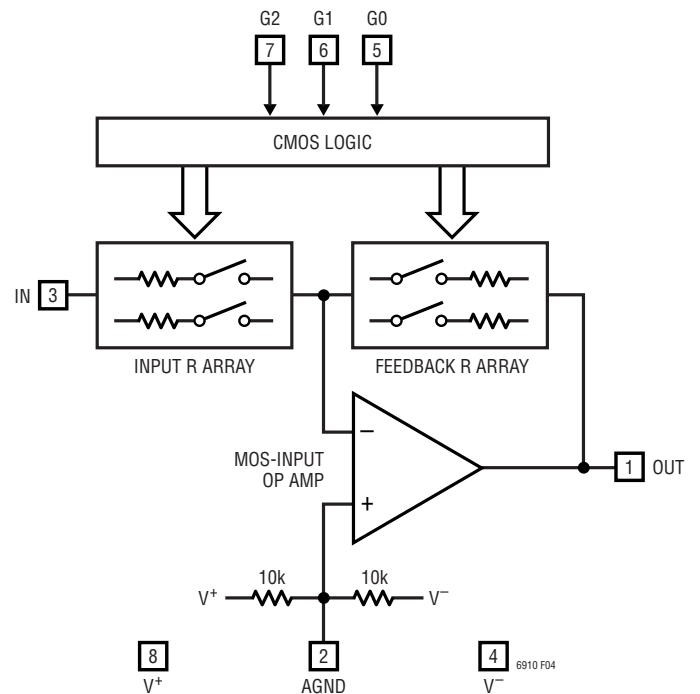 G2 G1 G0
7 6 5
CMOS LOGIC
IN 3
INPUT R ARRAY
FEEDBACK R ARRAY
MOS-INPUT
OP AMP
−
+
1 OUT
10k 10k
V⁺ V⁻
8 2 4
V⁺ AGND V⁻
6910 F04